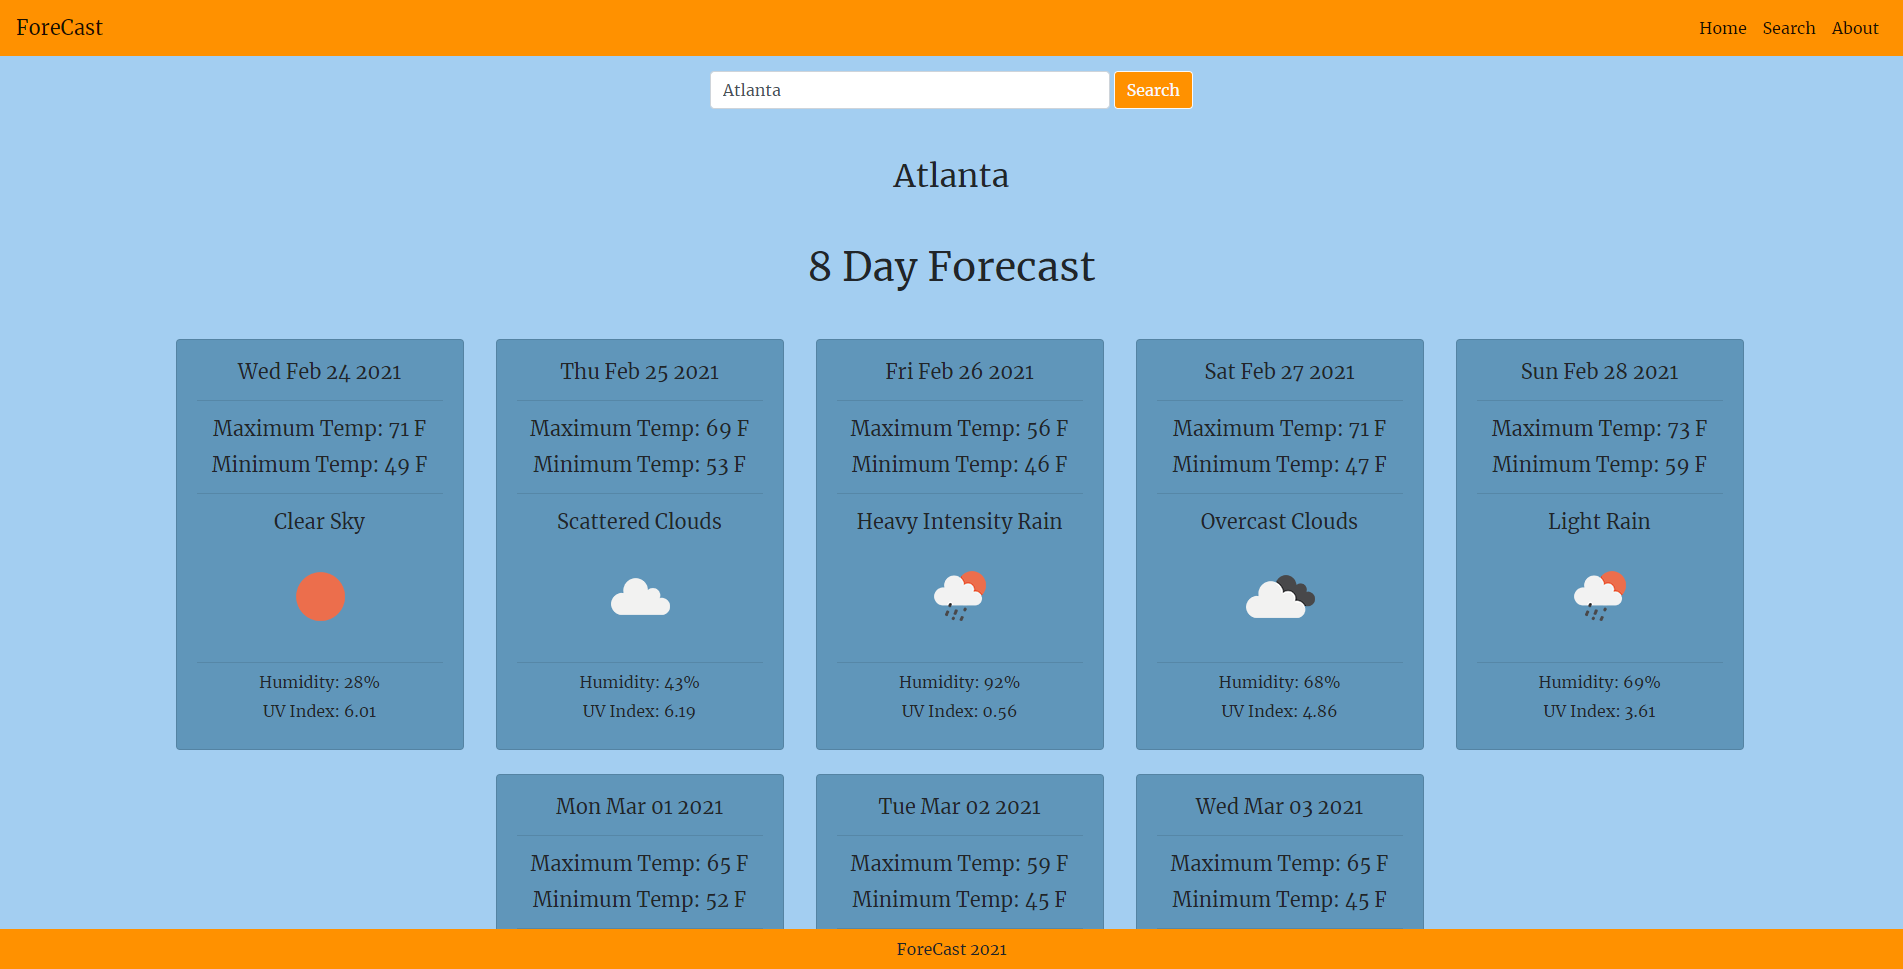 ForeCast
Home Search About
Atlanta
Search
Atlanta
8 Day Forecast
Wed Feb 24 2021
Maximum Temp: 71 F
Minimum Temp: 49 F
Clear Sky
Humidity: 28%
UV Index: 6.01
Thu Feb 25 2021
Maximum Temp: 69 F
Minimum Temp: 53 F
Scattered Clouds
Humidity: 43%
UV Index: 6.19
Fri Feb 26 2021
Maximum Temp: 56 F
Minimum Temp: 46 F
Heavy Intensity Rain
Humidity: 92%
UV Index: 0.56
Sat Feb 27 2021
Maximum Temp: 71 F
Minimum Temp: 47 F
Overcast Clouds
Humidity: 68%
UV Index: 4.86
Sun Feb 28 2021
Maximum Temp: 73 F
Minimum Temp: 59 F
Light Rain
Humidity: 69%
UV Index: 3.61
Mon Mar 01 2021
Maximum Temp: 65 F
Minimum Temp: 52 F
Tue Mar 02 2021
Maximum Temp: 59 F
Minimum Temp: 45 F
Wed Mar 03 2021
Maximum Temp: 65 F
Minimum Temp: 45 F
ForeCast 2021